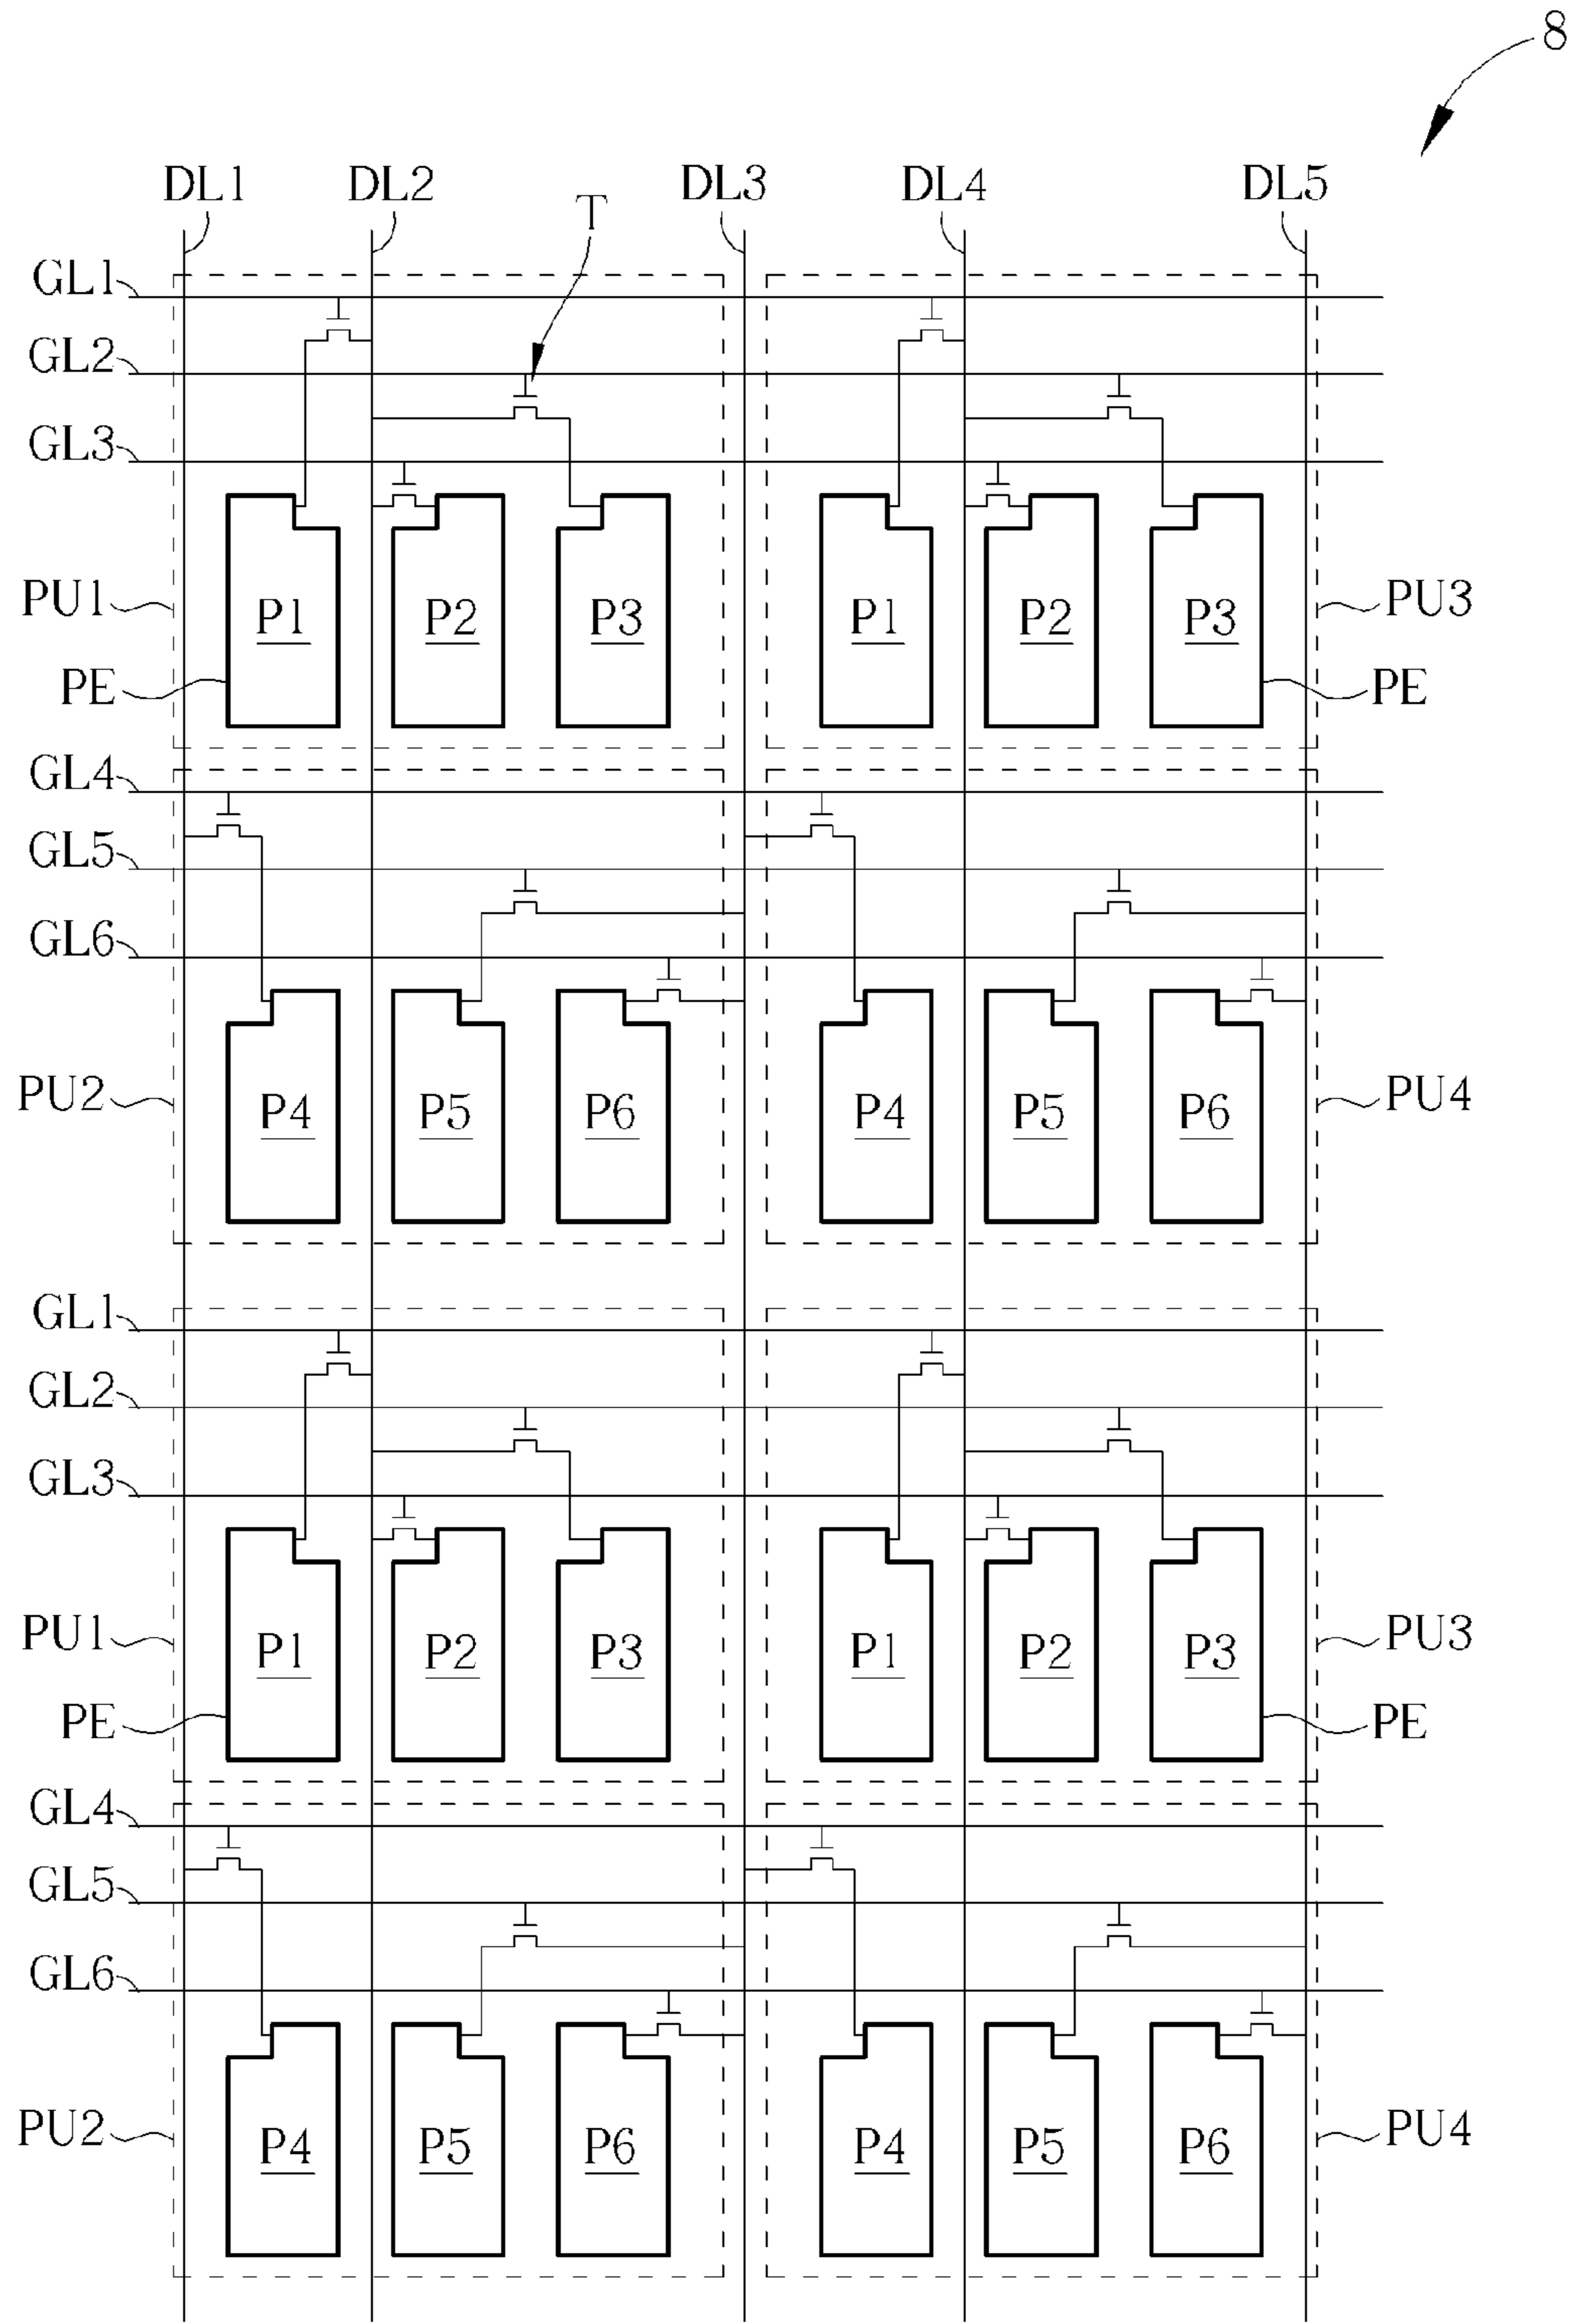 8
DL1 DL2 T DL3 DL4 DL5
GL1
GL2
GL3
PU1 P1 P2 P3 P1 P2 P3 PU3
PE PE
GL4
GL5
GL6
PU2 P4 P5 P6 P4 P5 P6 PU4
GL1
GL2
GL3
PU1 P1 P2 P3 P1 P2 P3 PU3
PE PE
GL4
GL5
GL6
PU2 P4 P5 P6 P4 P5 P6 PU4